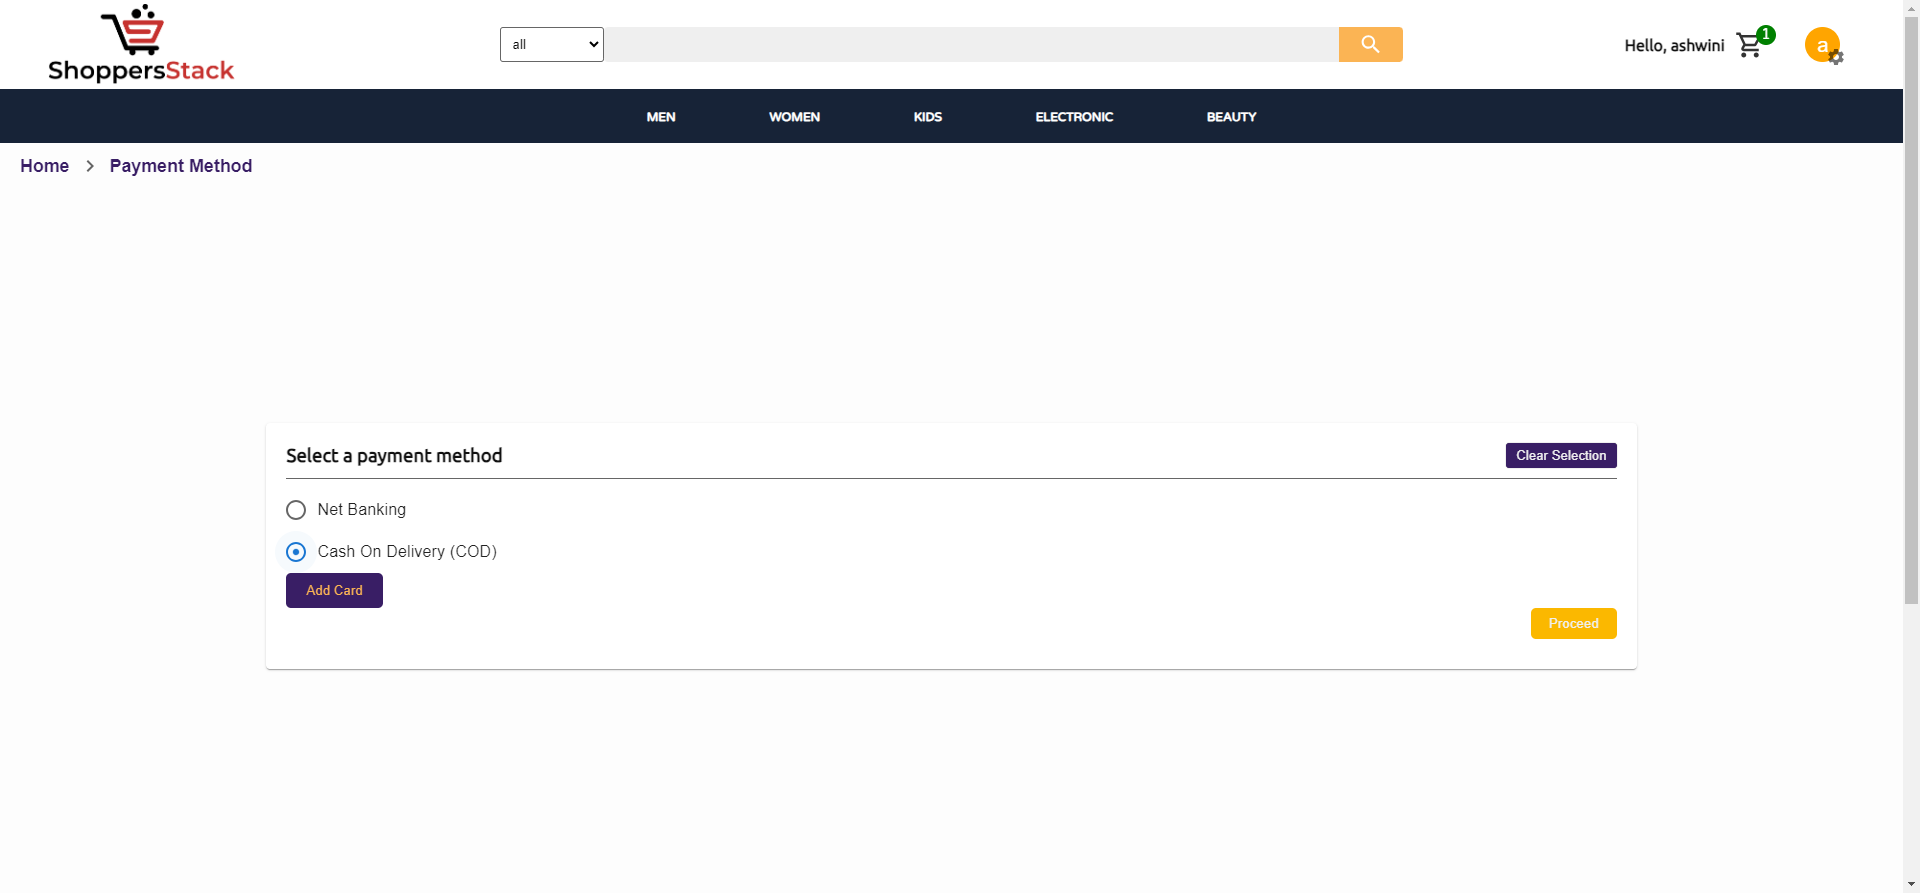 ShoppersStack
all
Hello, ashwini
1
a
MEN
WOMEN
KIDS
ELECTRONIC
BEAUTY
Home > Payment Method
Select a payment method
Clear Selection
Net Banking
Cash On Delivery (COD)
Add Card
Proceed